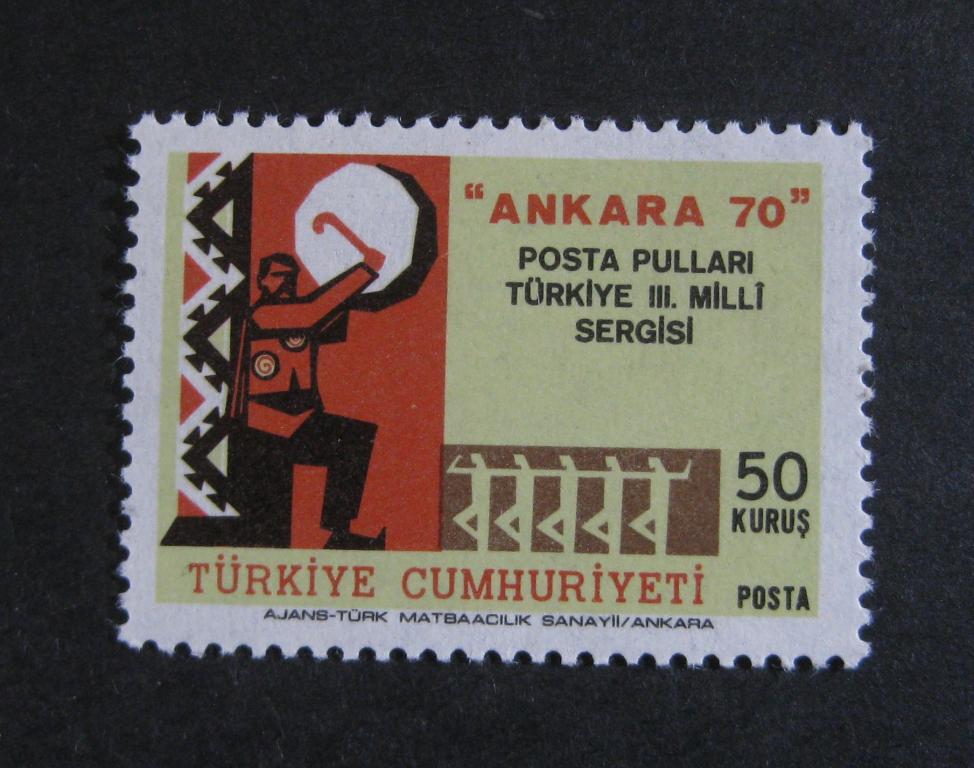 “ANKARA 70”
POSTA PULLARI
TÜRKİYE III. MİLLÎ
SERGİSİ
50
KURUŞ
TÜRKİYE CUMHURİYETİ
POSTA
AJANS-TÜRK MATBAACILIK SANAYİİ/ANKARA